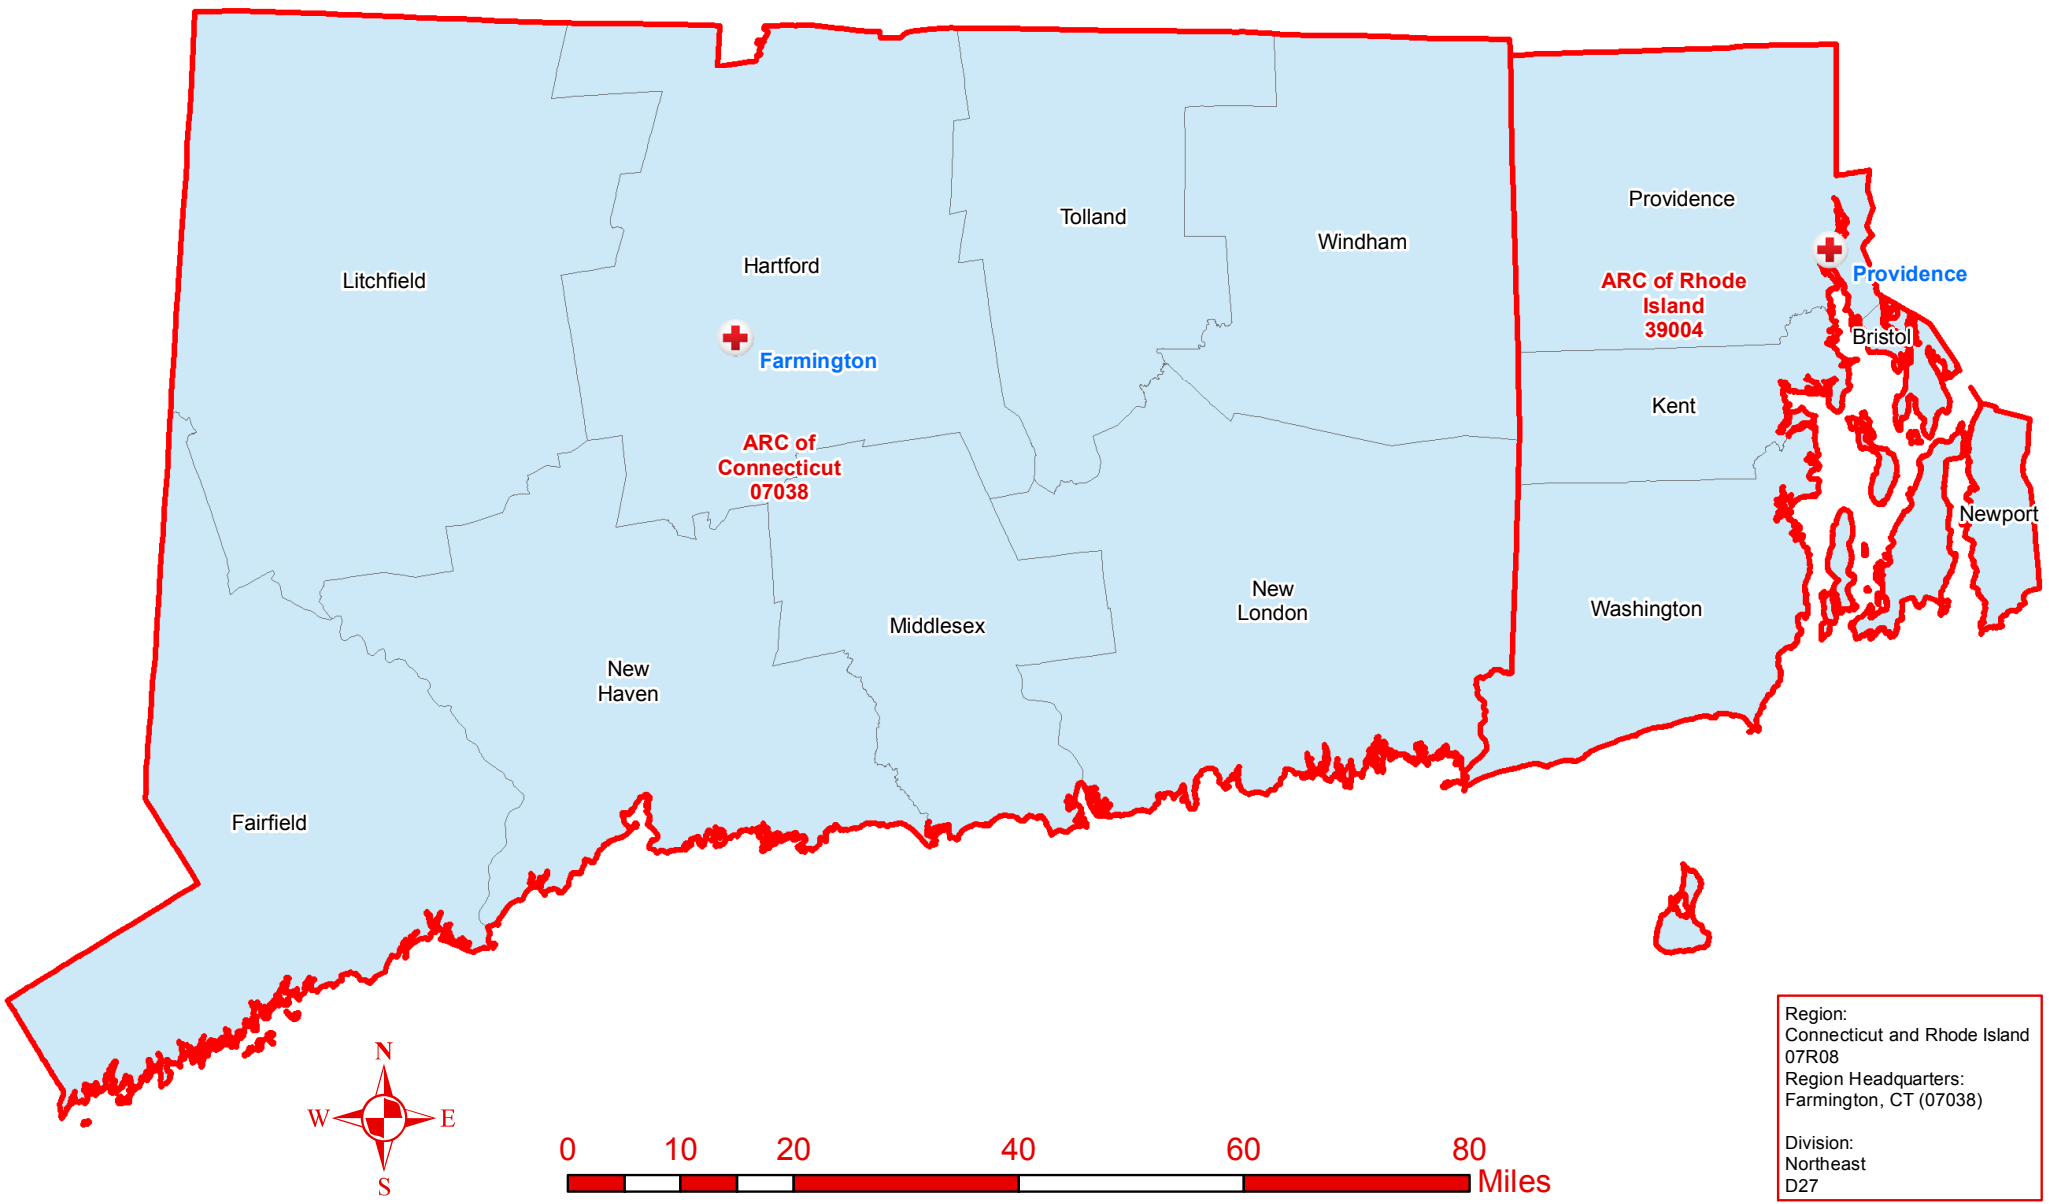 Providence
Tolland
Windham
Hartford
Litchfield
Providence
ARC of Rhode
Island
39004
Bristol
Farmington
Kent
ARC of
Connecticut
07038
Newport
New
London
Washington
Middlesex
New
Haven
Fairfield
Region:
Connecticut and Rhode Island
07R08
Region Headquarters:
Farmington, CT (07038)
Division:
Northeast
D27
N
W E
S
0 10 20 40 60 80
Miles